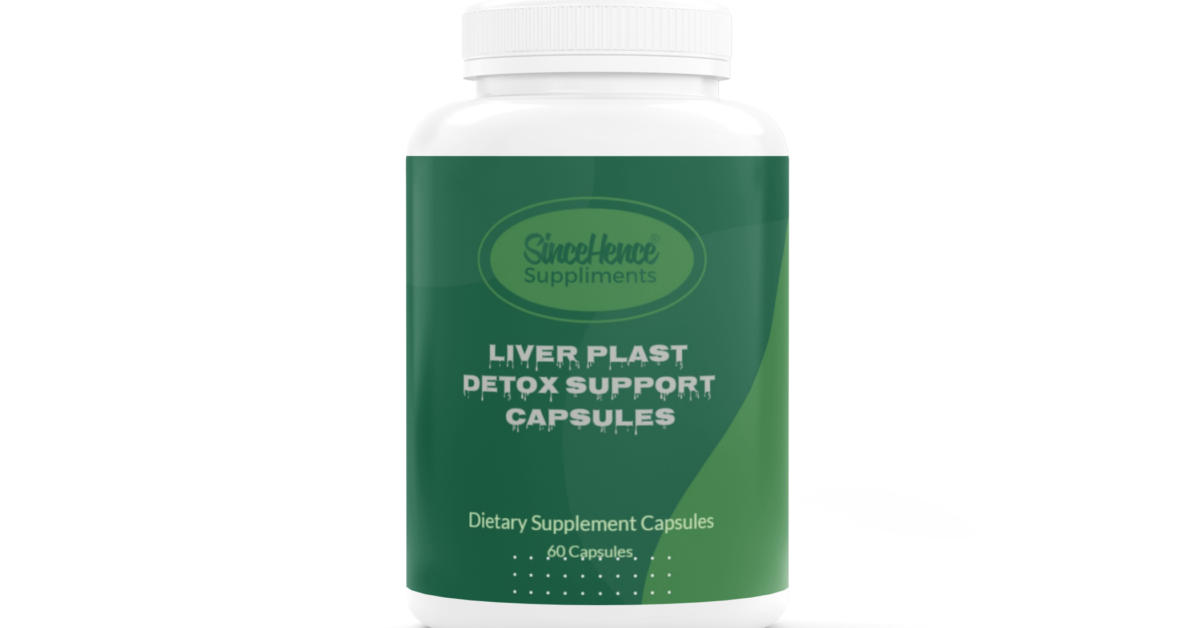 SinceHence®
Suppliments
LIVER PLAST
DETOX SUPPORT
CAPSULES
Dietary Supplement Capsules
60 Capsules